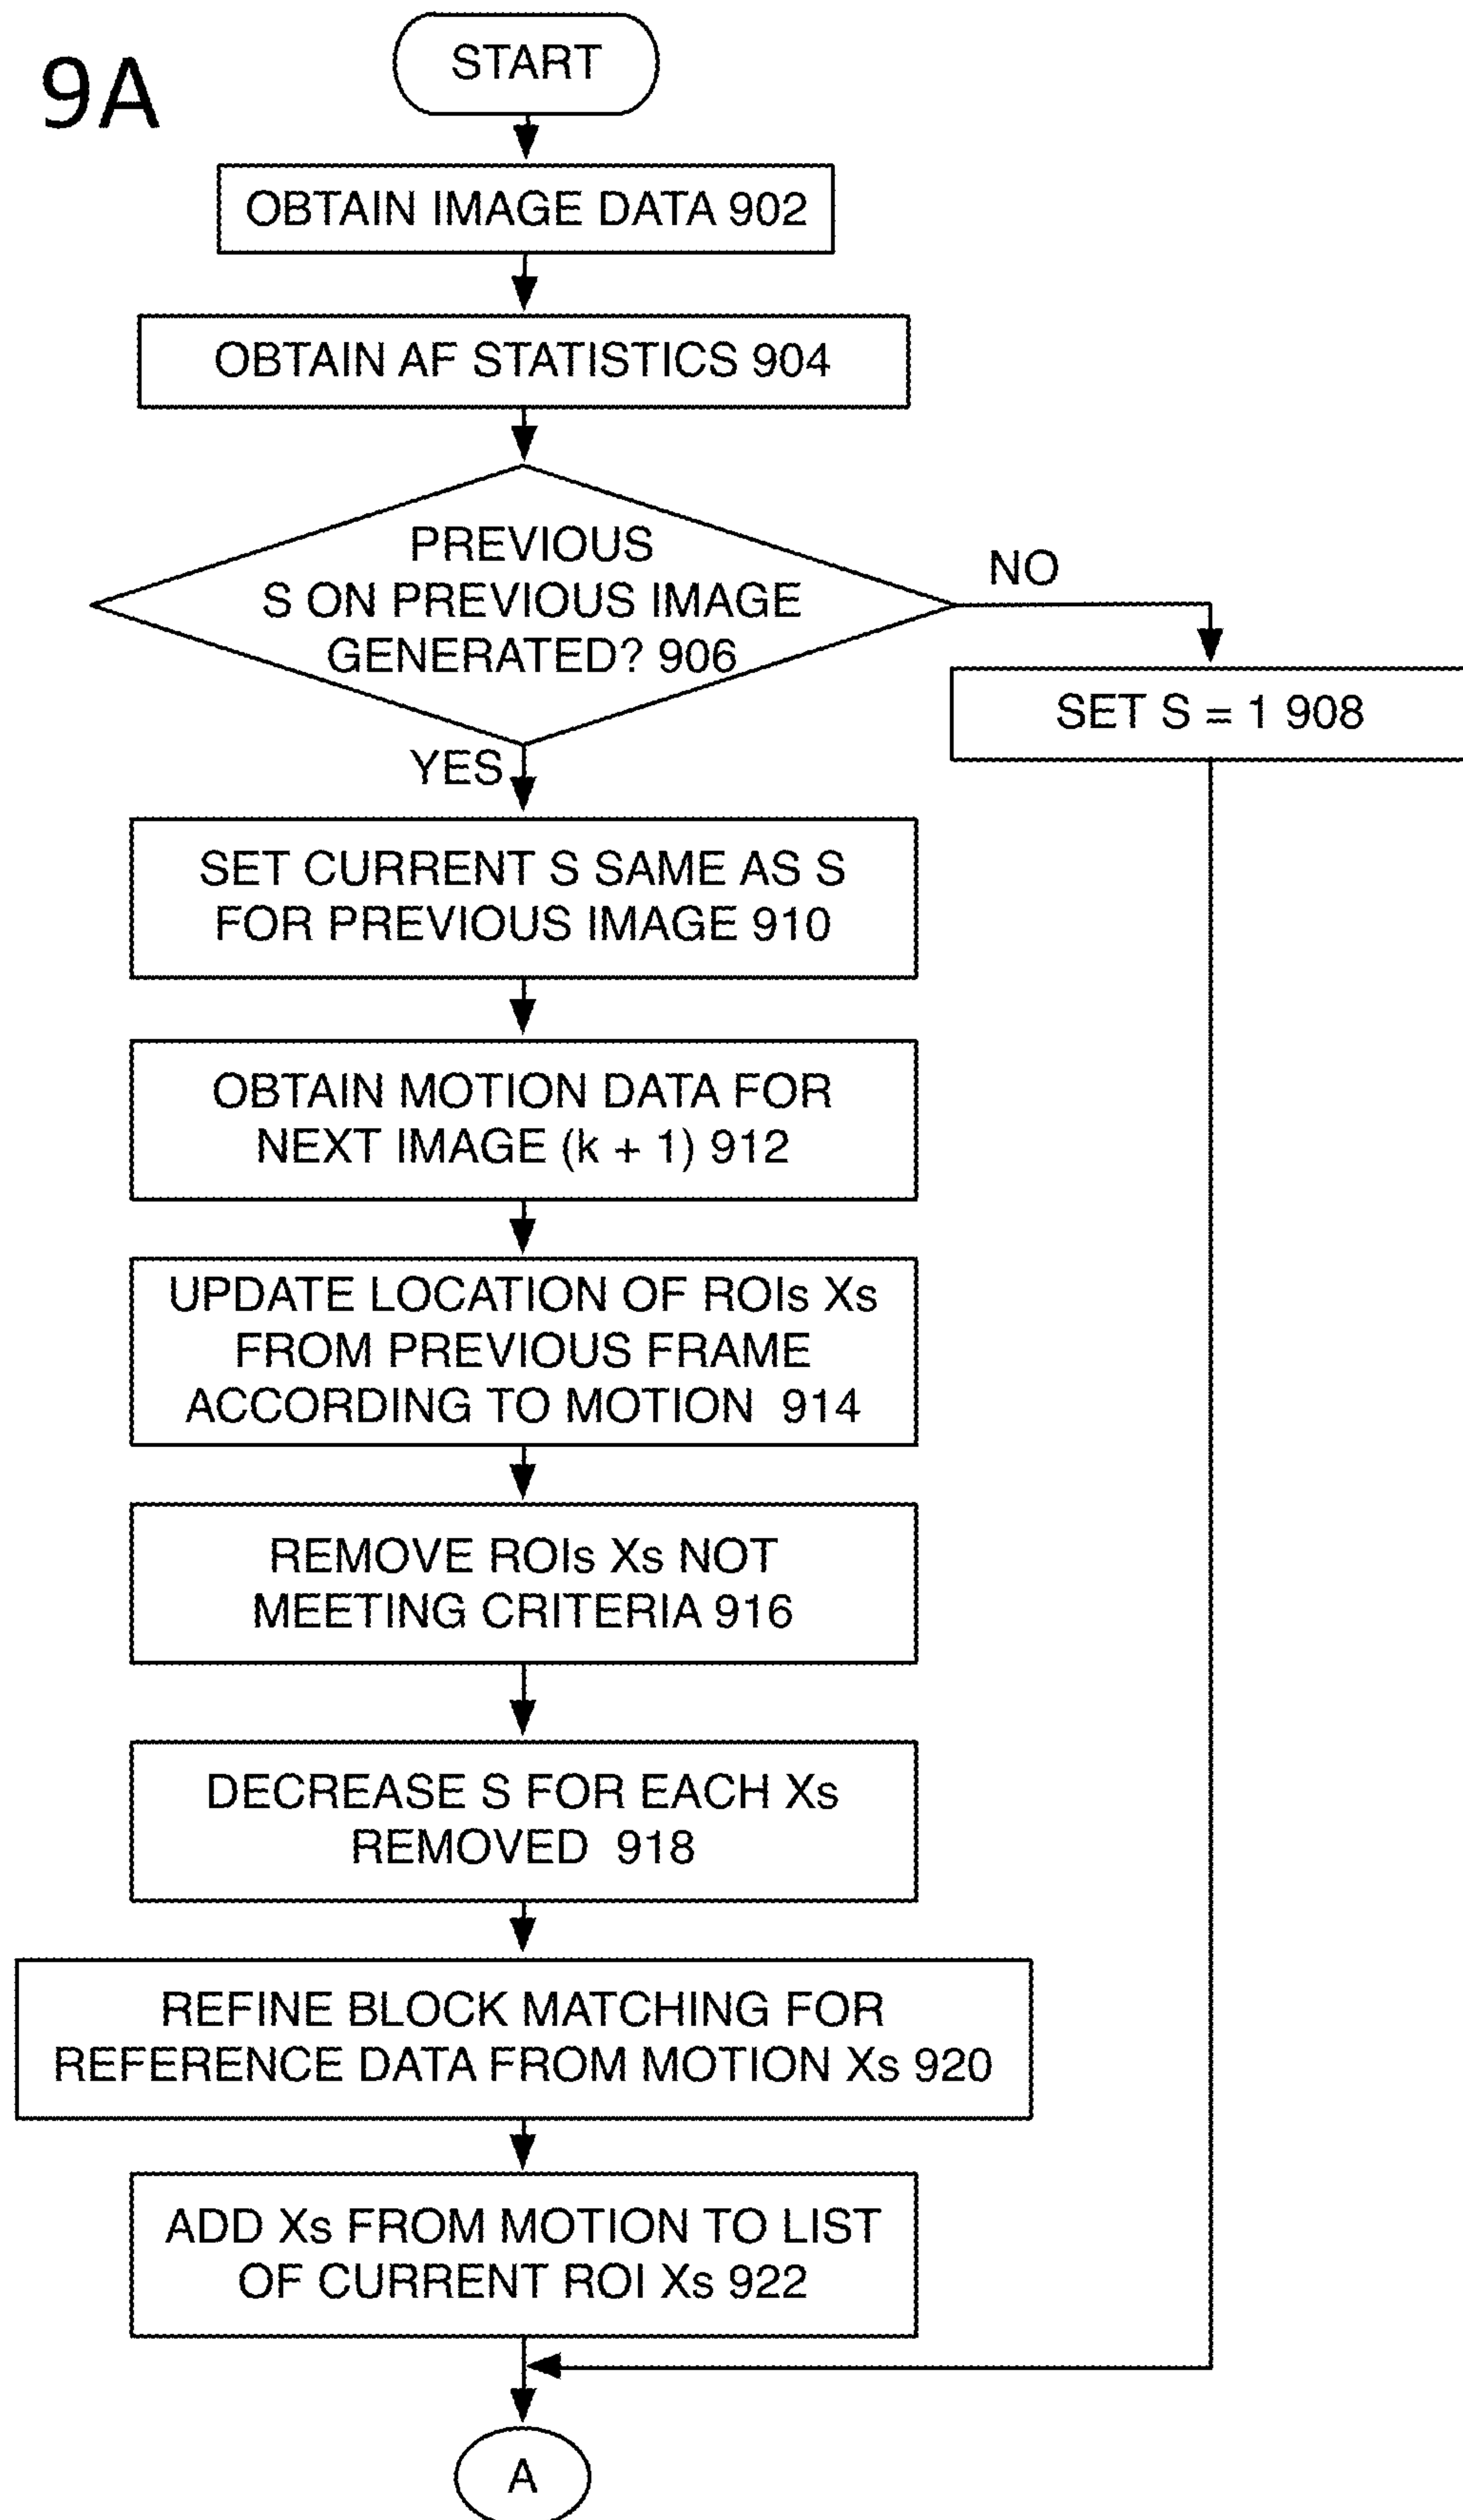 9A
START
OBTAIN IMAGE DATA 902
OBTAIN AF STATISTICS 904
PREVIOUS
S ON PREVIOUS IMAGE
GENERATED? 906
NO
SET S = 1 908
YES
SET CURRENT S SAME AS S
FOR PREVIOUS IMAGE 910
OBTAIN MOTION DATA FOR
NEXT IMAGE (k + 1) 912
UPDATE LOCATION OF ROIs Xs
FROM PREVIOUS FRAME
ACCORDING TO MOTION 914
REMOVE ROIs Xs NOT
MEETING CRITERIA 916
DECREASE S FOR EACH Xs
REMOVED 918
REFINE BLOCK MATCHING FOR
REFERENCE DATA FROM MOTION Xs 920
ADD Xs FROM MOTION TO LIST
OF CURRENT ROI Xs 922
A